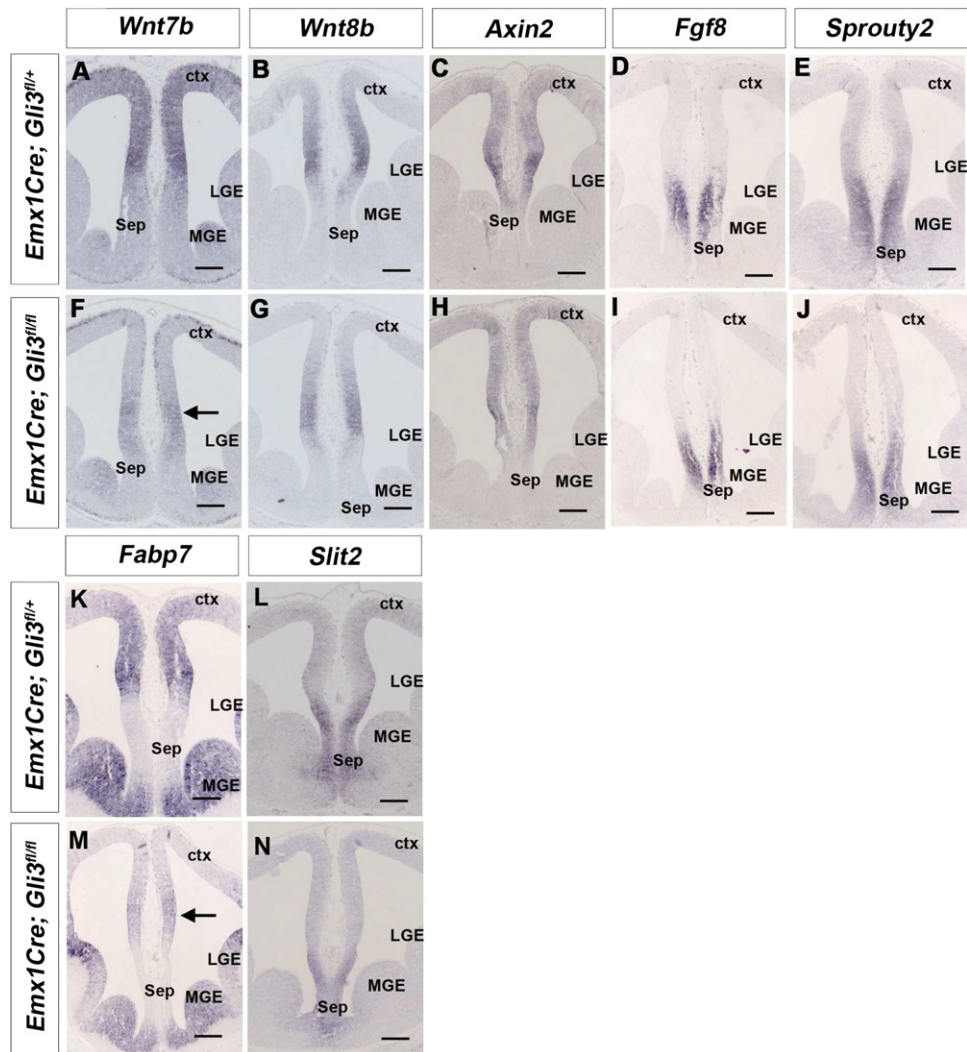 Wnt7b Wnt8b Axin2 Fgf8 Sprouty2
Emx1Cre; Gli3fl/+
A ctx LGE Sep MGE
B ctx LGE MGE Sep
C ctx LGE MGE Sep
D ctx LGE MGE Sep
E ctx LGE MGE Sep
Emx1Cre; Gli3fl/fl
F ctx LGE Sep MGE
G ctx LGE MGE Sep
H ctx LGE MGE Sep
I ctx LGE MGE Sep
J ctx LGE MGE Sep
Fabp7 Slit2
Emx1Cre; Gli3fl/+
K ctx LGE Sep MGE
L ctx LGE MGE Sep
Emx1Cre; Gli3fl/fl
M ctx LGE Sep MGE
N ctx LGE MGE Sep